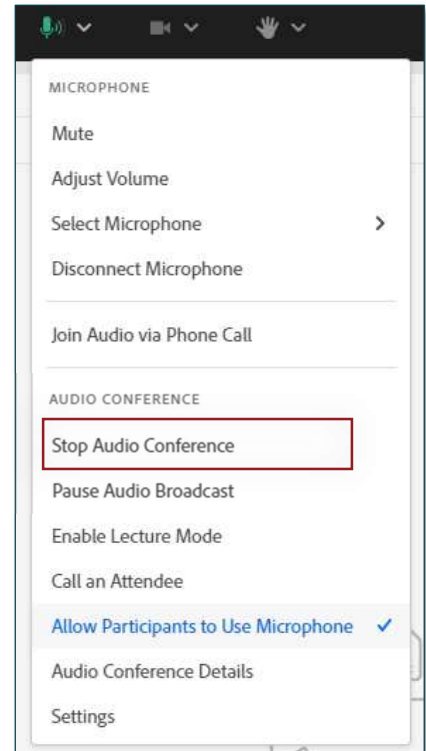 MICROPHONE
Mute
Adjust Volume
Select Microphone
Disconnect Microphone
Join Audio via Phone Call
AUDIO CONFERENCE
Stop Audio Conference
Pause Audio Broadcast
Enable Lecture Mode
Call an Attendee
Allow Participants to Use Microphone
Audio Conference Details
Settings